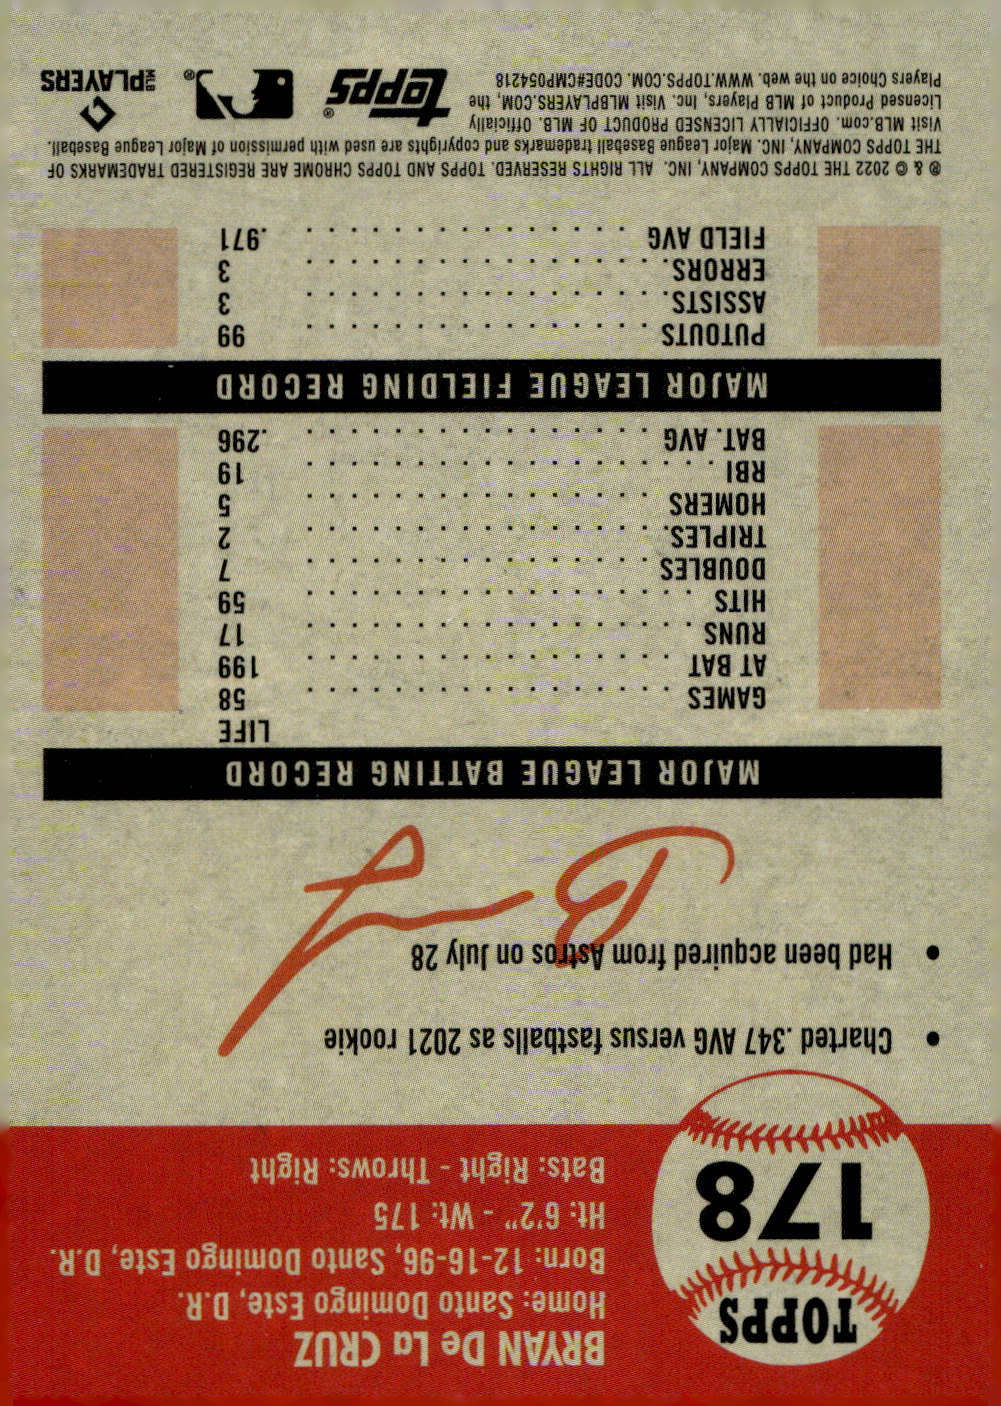 TOPPS
178
BRYAN De La CRUZ
Home: Santo Domingo Este, D.R.
Born: 12-16-96, Santo Domingo Este, D.R.
Ht: 6'2" - Wt: 175
Bats: Right - Throws: Right
• Charted .347 AVG versus fastballs as 2021 rookie
• Had been acquired from Astros on July 28
MAJOR LEAGUE BATTING RECORD
LIFE
GAMES 58
AT BAT 199
RUNS 17
HITS 59
DOUBLES 7
TRIPLES 2
HOMERS 5
RBI 19
BAT. AVG .296
MAJOR LEAGUE FIELDING RECORD
PUTOUTS 99
ASSISTS 3
ERRORS 3
FIELD AVG .971
® & © 2022 THE TOPPS COMPANY, INC. ALL RIGHTS RESERVED. TOPPS AND TOPPS CHROME ARE REGISTERED TRADEMARKS OF
THE TOPPS COMPANY, INC. Major League Baseball trademarks and copyrights are used with permission of Major League Baseball.
Visit MLB.com. OFFICIALLY LICENSED PRODUCT OF MLB. Officially
Licensed Product of MLB Players, Inc. Visit MLBPLAYERS.COM, the
Players Choice on the web. WWW.TOPPS.COM. CODE#CMP054218
Topps®
®
MLB PLAYERS